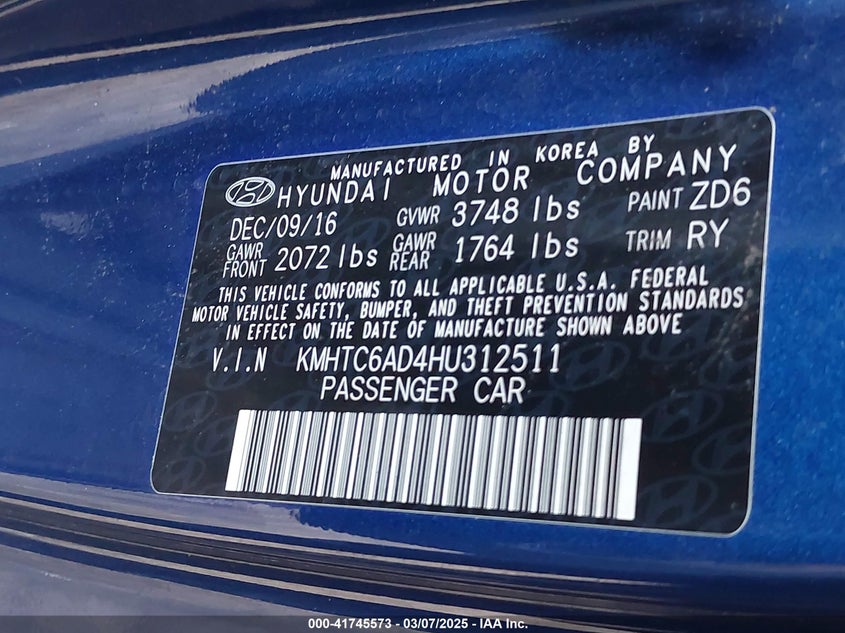 MANUFACTURED IN KOREA BY
HYUNDAI MOTOR COMPANY
DEC/09/16 GVWR 3748 lbs PAINT ZD6
GAWR FRONT 2072 lbs GAWR REAR 1764 lbs TRIM RY
THIS VEHICLE CONFORMS TO ALL APPLICABLE U.S.A. FEDERAL
MOTOR VEHICLE SAFETY, BUMPER, AND THEFT PREVENTION STANDARDS
IN EFFECT ON THE DATE OF MANUFACTURE SHOWN ABOVE
V.I.N KMHTC6AD4HU312511
PASSENGER CAR
000-41745573 - 03/07/2025 - IAA Inc.